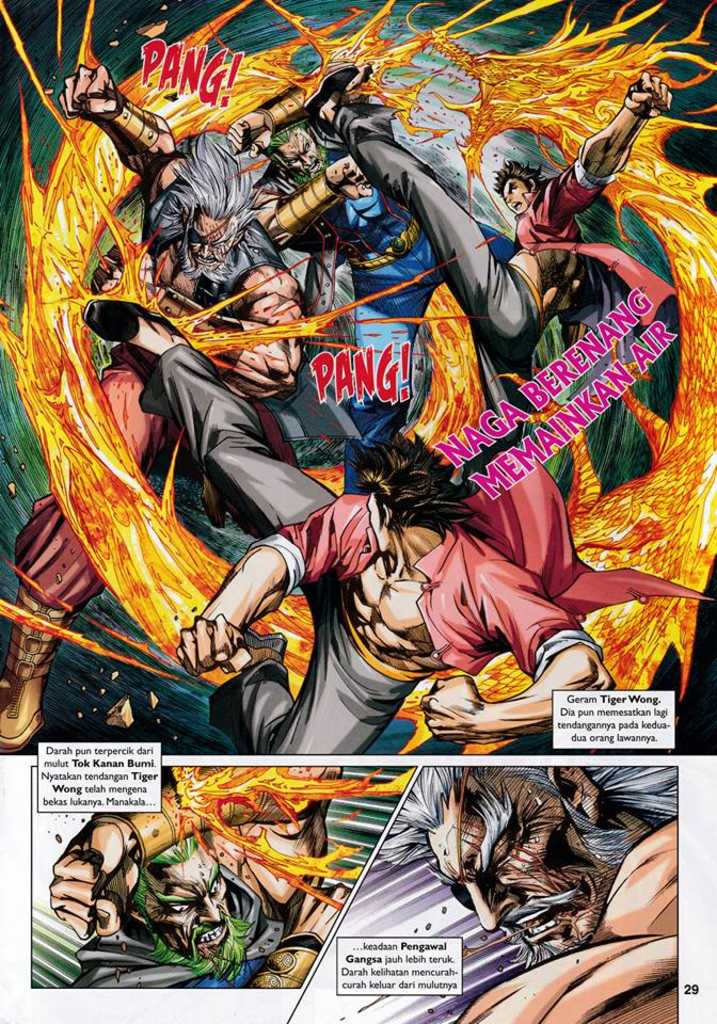 PANG!
PANG!
NAGA BERENANG
MEMAINKAN AIR
Geram Tiger Wong.
Dia pun memesatkan lagi
tendangannya pada kedua-
dua orang lawannya.
Darah pun terpercik dari
mulut Tok Kanan Bumi.
Nyatakan tendangan Tiger
Wong telah mengena
bekas lukanya. Manakala...
...keadaan Pengawal
Gangsa jauh lebih teruk.
Darah kelihatan mencurah-
curah keluar dari mulutnya
29